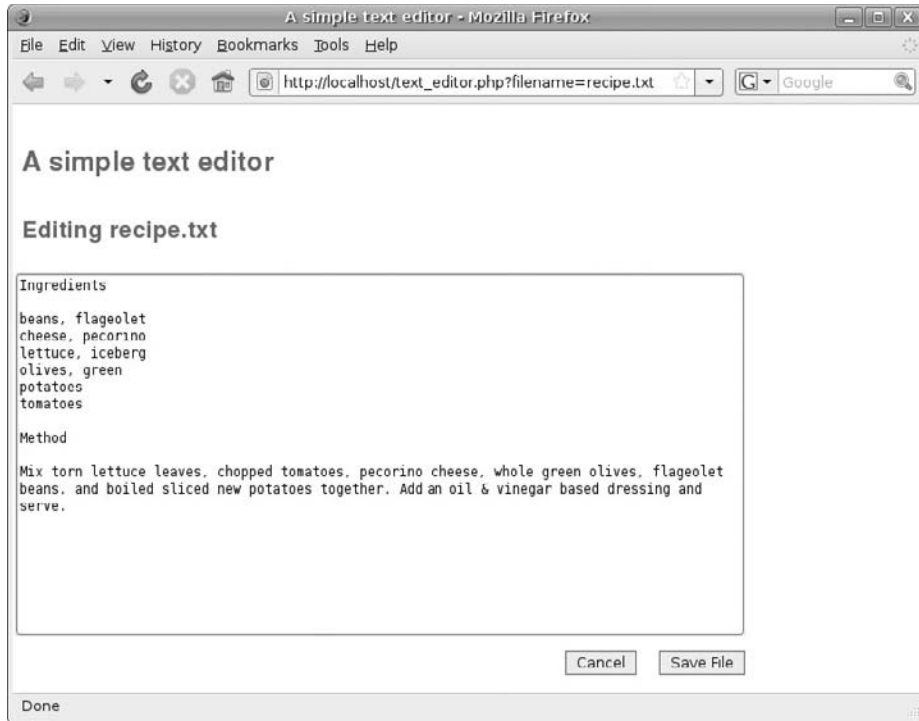 A simple text editor - Mozilla Firefox
File Edit View History Bookmarks Tools Help
http://localhost/text_editor.php?filename=recipe.txt G Google
A simple text editor
Editing recipe.txt
Ingredients
beans, flageolet
cheese, pecorino
lettuce, iceberg
olives, green
potatoes
tomatoes
Method
Mix torn lettuce leaves, chopped tomatoes, pecorino cheese, whole green olives, flageolet
beans. and boiled sliced new potatoes together. Add an oil & vinegar based dressing and
serve.
Cancel Save File
Done